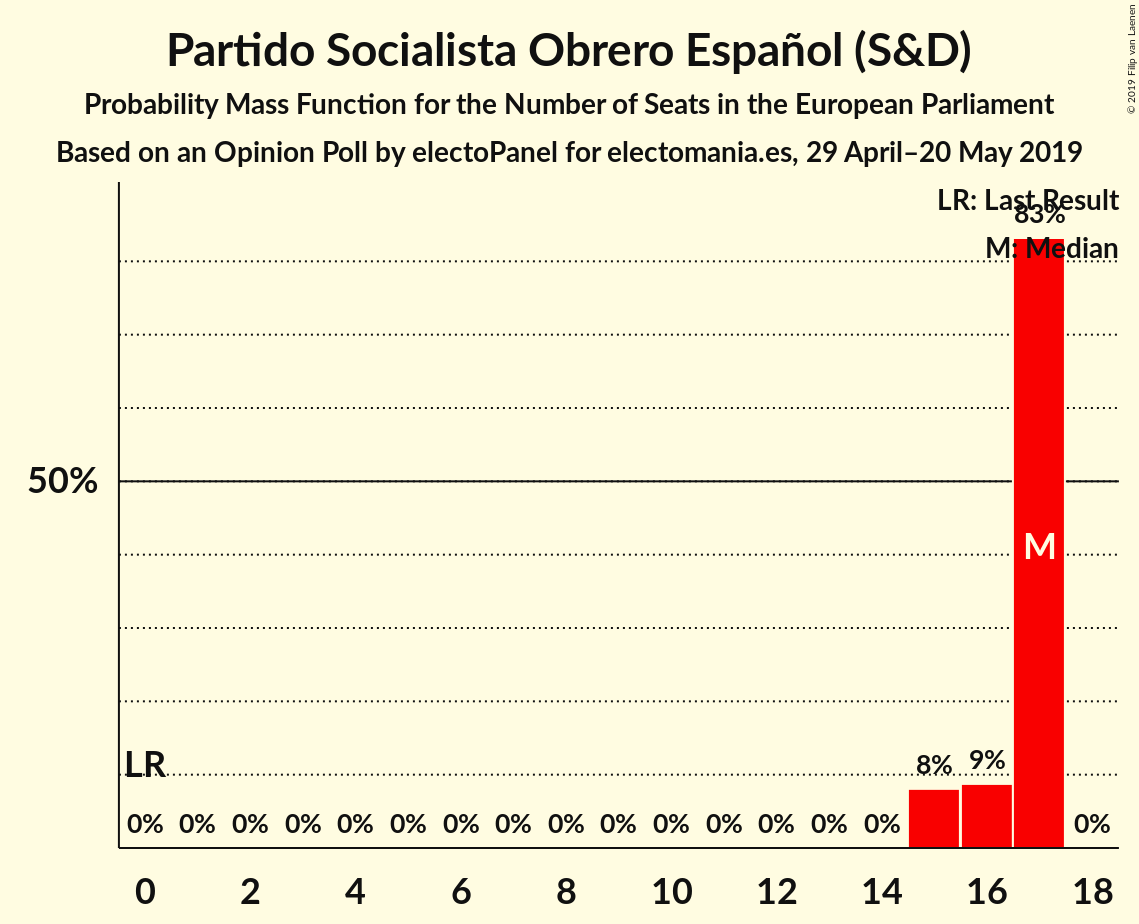 Partido Socialista Obrero Español (S&D)
Probability Mass Function for the Number of Seats in the European Parliament
Based on an Opinion Poll by electoPanel for electomania.es, 29 April–20 May 2019
© 2019 Filip van Laenen
LR: Last Result
83%
M: Median
50%
M
LR
8% 9%
0% 0% 0% 0% 0% 0% 0% 0% 0% 0% 0% 0% 0% 0% 0% 0%
0 2 4 6 8 10 12 14 16 18